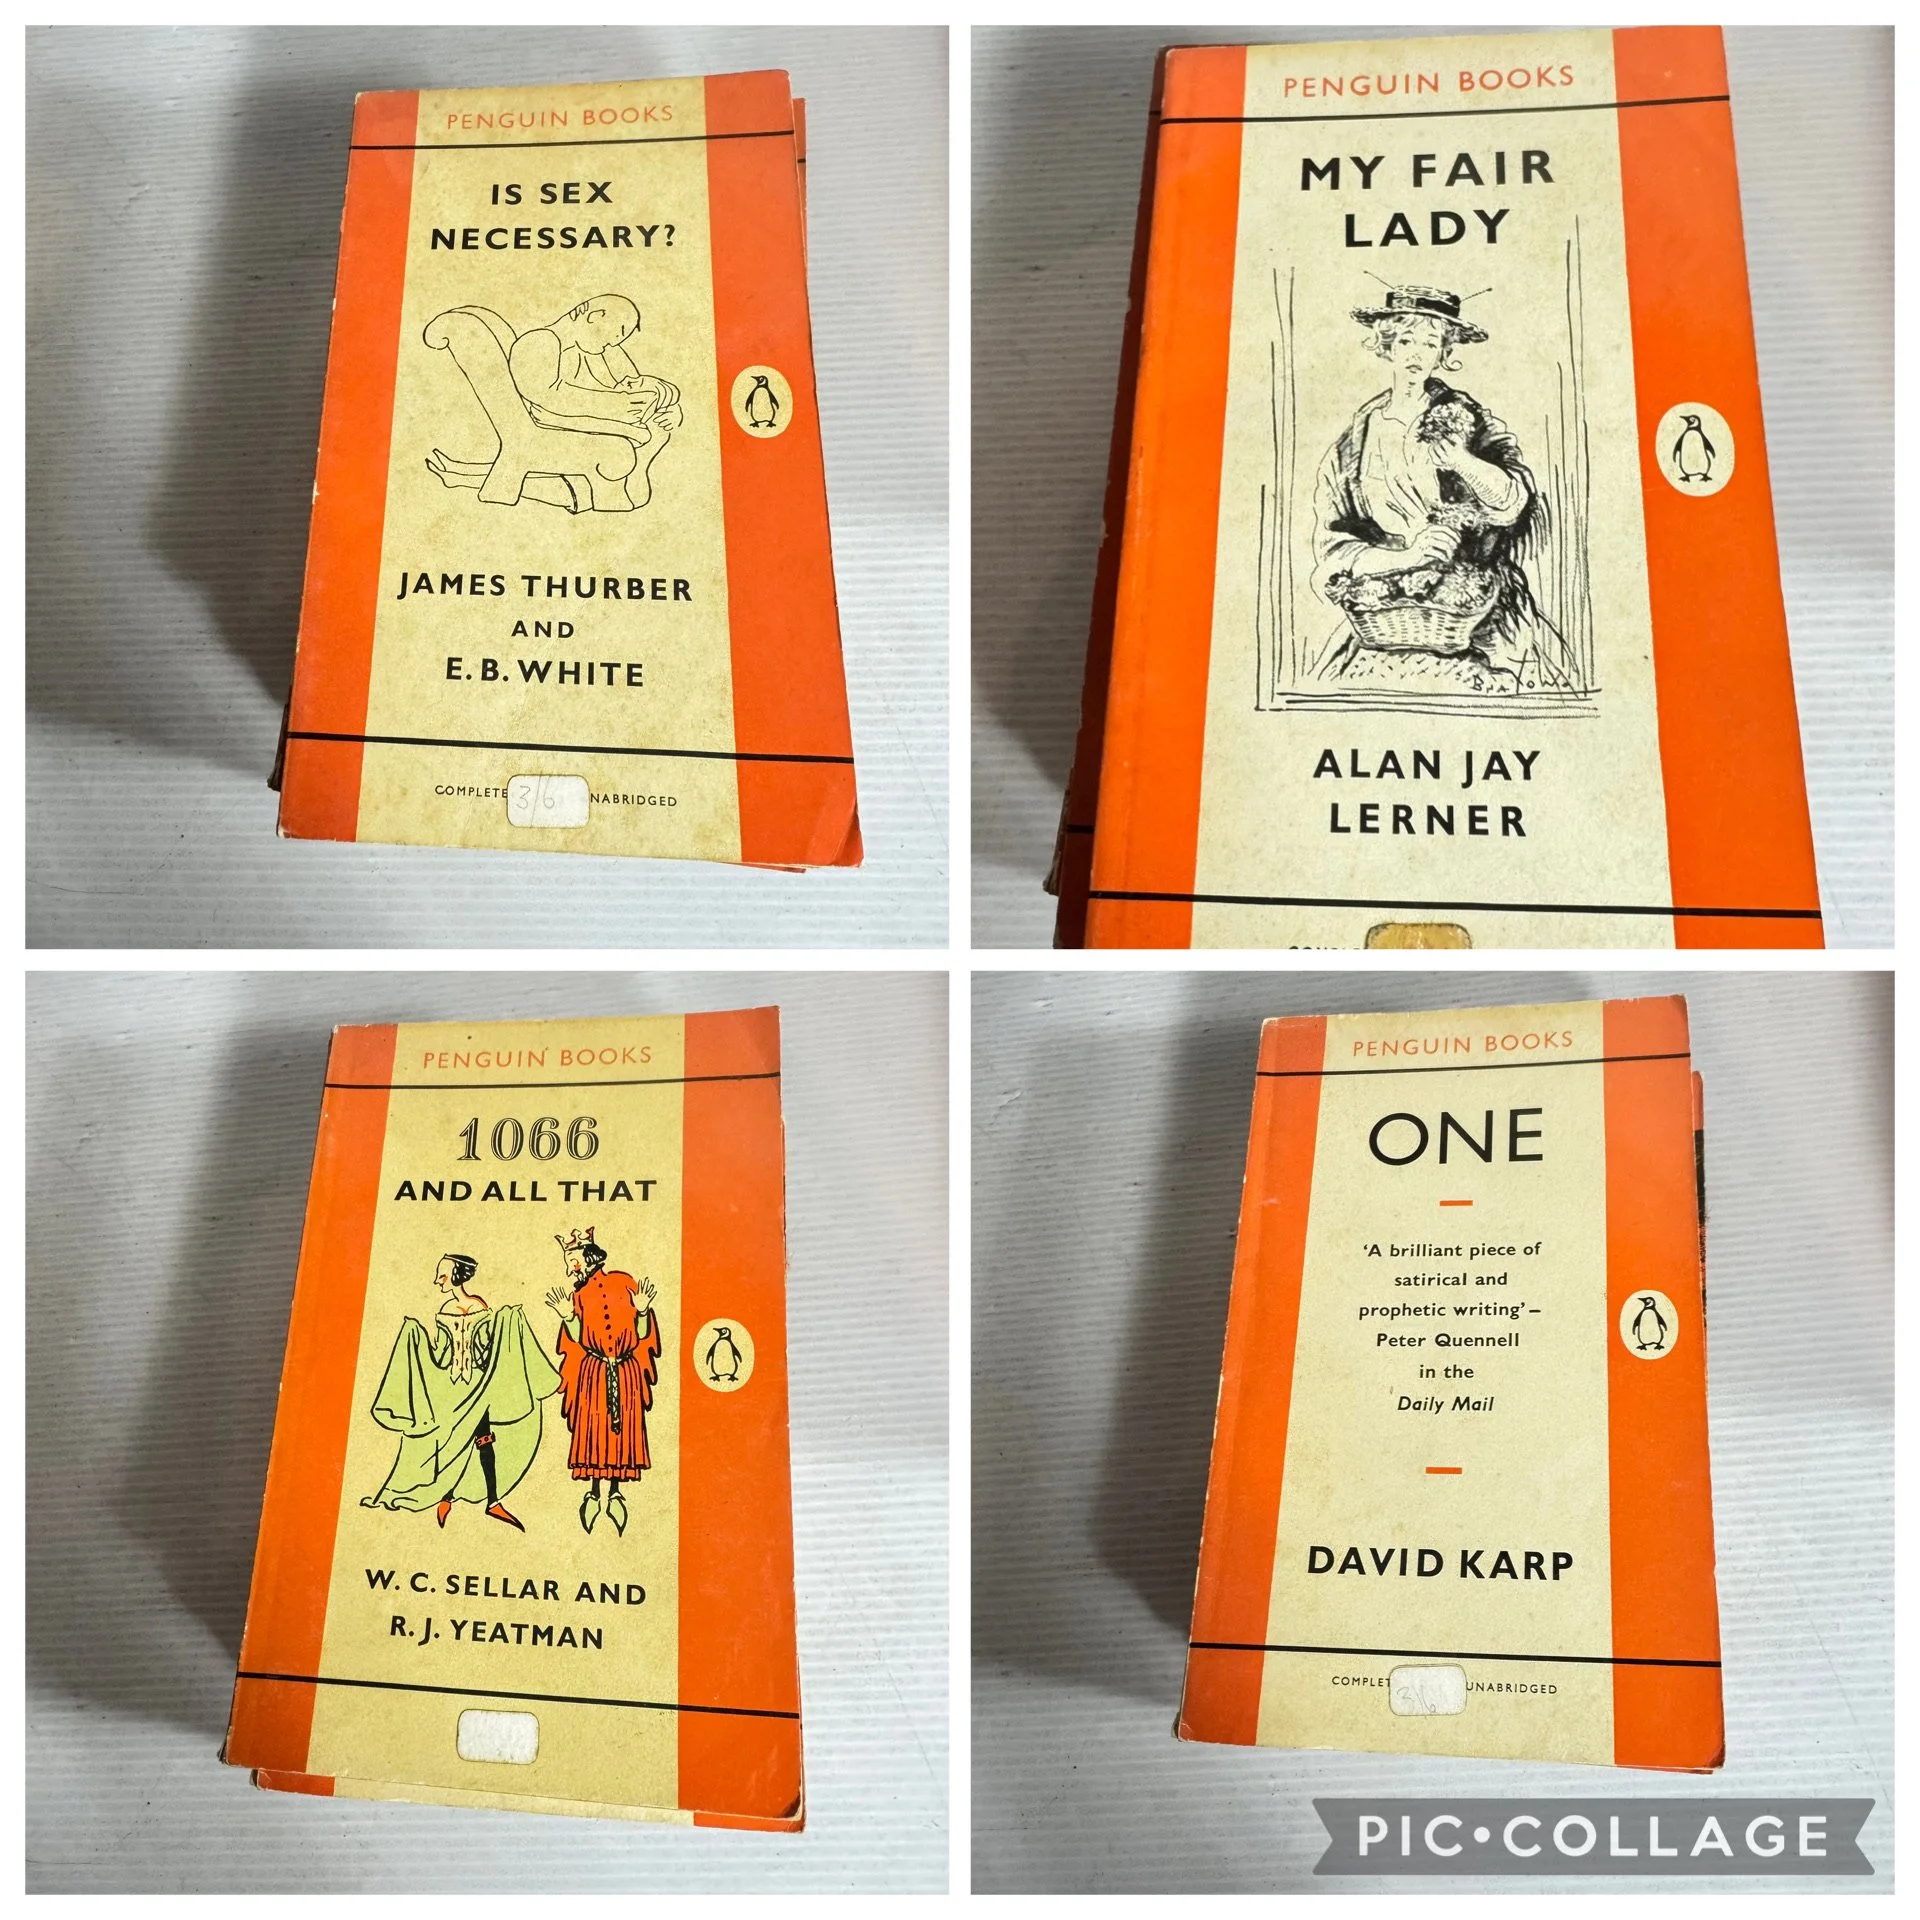 PENGUIN BOOKS
IS SEX
NECESSARY?
JAMES THURBER
AND
E. B. WHITE
COMPLETE 3/6 NABRIDGED
PENGUIN BOOKS
MY FAIR
LADY
ALAN JAY
LERNER
PENGUIN BOOKS
1066
AND ALL THAT
W. C. SELLAR AND
R. J. YEATMAN
PENGUIN BOOKS
ONE
‘A brilliant piece of
satirical and
prophetic writing’ –
Peter Quennell
in the
Daily Mail
DAVID KARP
COMPLET 3/6 UNABRIDGED
PIC•COLLAGE